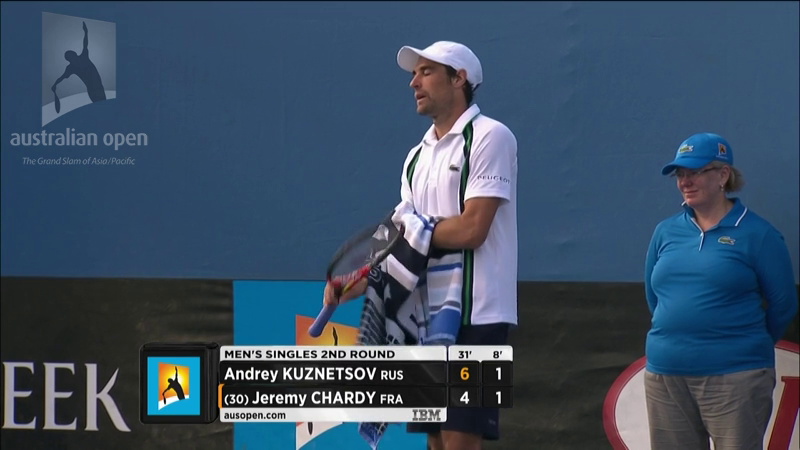 australian open
The Grand Slam of Asia/Pacific
PEUGEOT
EEK
MEN'S SINGLES 2ND ROUND 31' 8'
Andrey KUZNETSOV RUS 6 1
(30) Jeremy CHARDY FRA 4 1
ausopen.com IBM